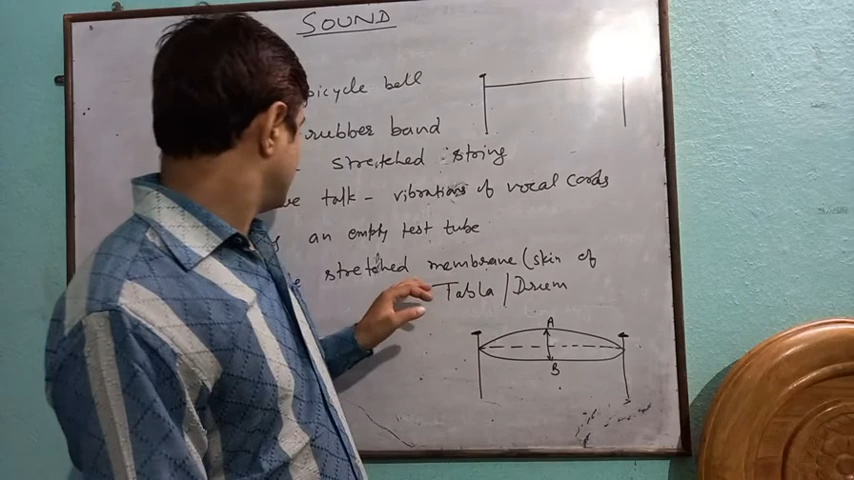 SOUND
bicycle bell
rubber band
stretched string
talk - vibrations of vocal cords
an empty test tube
stretched membrane (skin of
Tabla / Drum
A
B